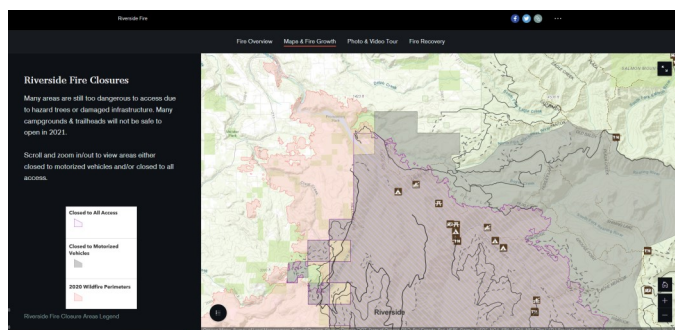 Riverside Fire
Fire Overview Maps & Fire Growth Photo & Video Tour Fire Recovery
Riverside Fire Closures
Many areas are still too dangerous to access due
to hazard trees or damaged infrastructure. Many
campgrounds & trailheads will not be safe to
open in 2021.
Scroll and zoom in/out to view areas either
closed to motorized vehicles and/or closed to all
access.
Closed to All Access
Closed to Motorized
Vehicles
2020 Wildfire Perimeters
Riverside Fire Closure Areas Legend
Riverside
TH
TH
TH
TH